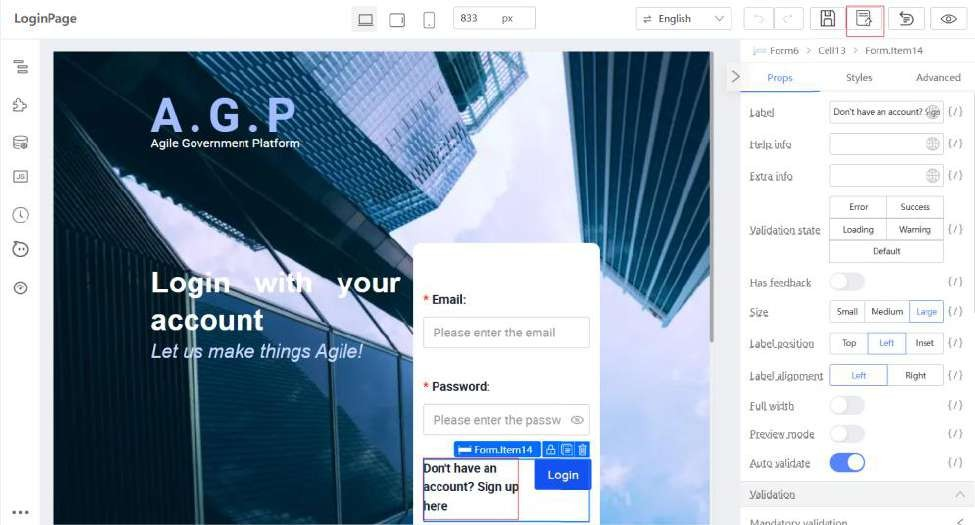 LoginPage
833 px
English
Form6 > Cell13 > Form.Item14
Props Styles Advanced
Label Don't have an account? Sign {/}
Help info {/}
Extra info {/}
Error Success
Validation state Loading Warning {/}
Default
Has feedback {/}
Size Small Medium Large {/}
Label position Top Left Inset {/}
Label alignment Left Right {/}
Full width {/}
Preview mode {/}
Auto validate {/}
Validation
Mandatory validation
JS
A.G.P
Agile Government Platform
Login with your
account
Let us make things Agile!
* Email:
Please enter the email
* Password:
Please enter the passw
Form.Item14
Don't have an
account? Sign up
here
Login